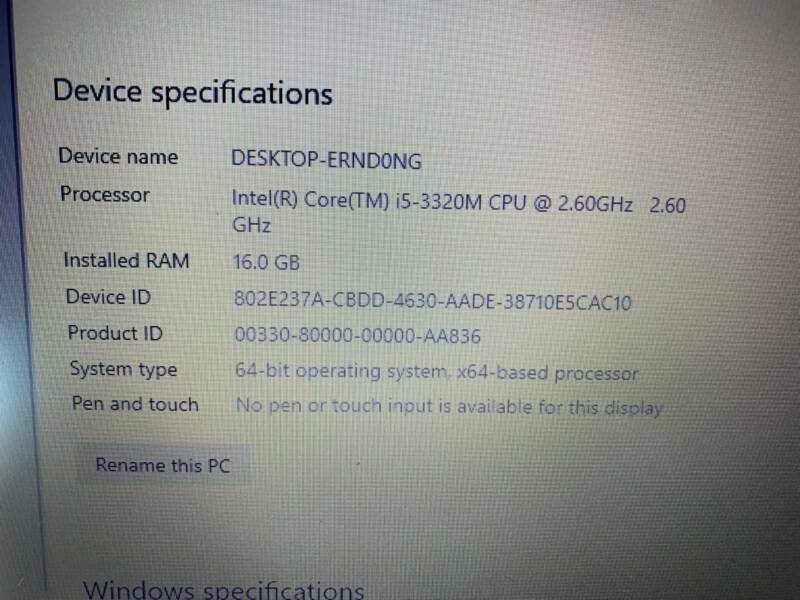 Device specifications
Device name DESKTOP-ERND0NG
Processor Intel(R) Core(TM) i5-3320M CPU @ 2.60GHz 2.60
GHz
Installed RAM 16.0 GB
Device ID 802E237A-CBDD-4630-AADE-38710E5CAC10
Product ID 00330-80000-00000-AA836
System type 64-bit operating system, x64-based processor
Pen and touch No pen or touch input is available for this display
Rename this PC
Windows specifications